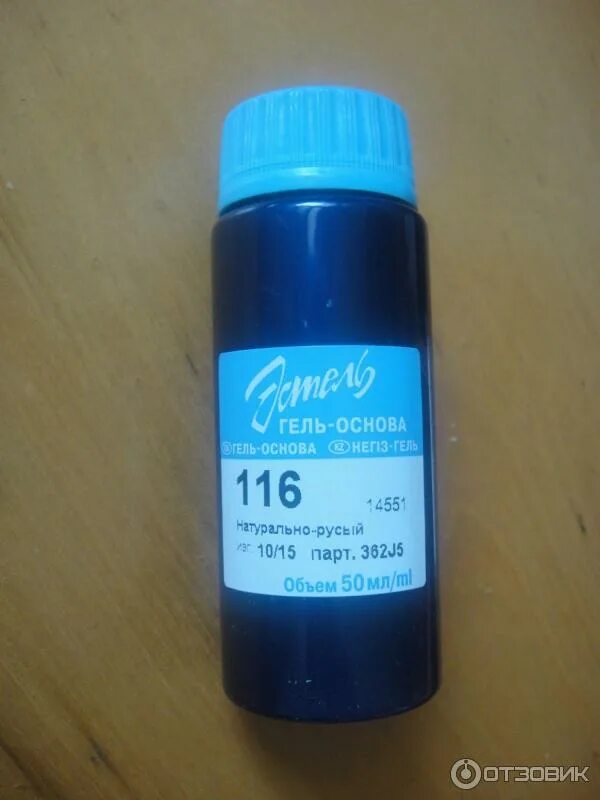 Эстель
ГЕЛЬ-ОСНОВА
ГЕЛЬ-ОСНОВА KZ НЕГІЗ-ГЕЛЬ
116 14551
Натурально-русый
изг. 10/15 парт. 362J5
Объем 50 мл/ml
ОТЗОВИК